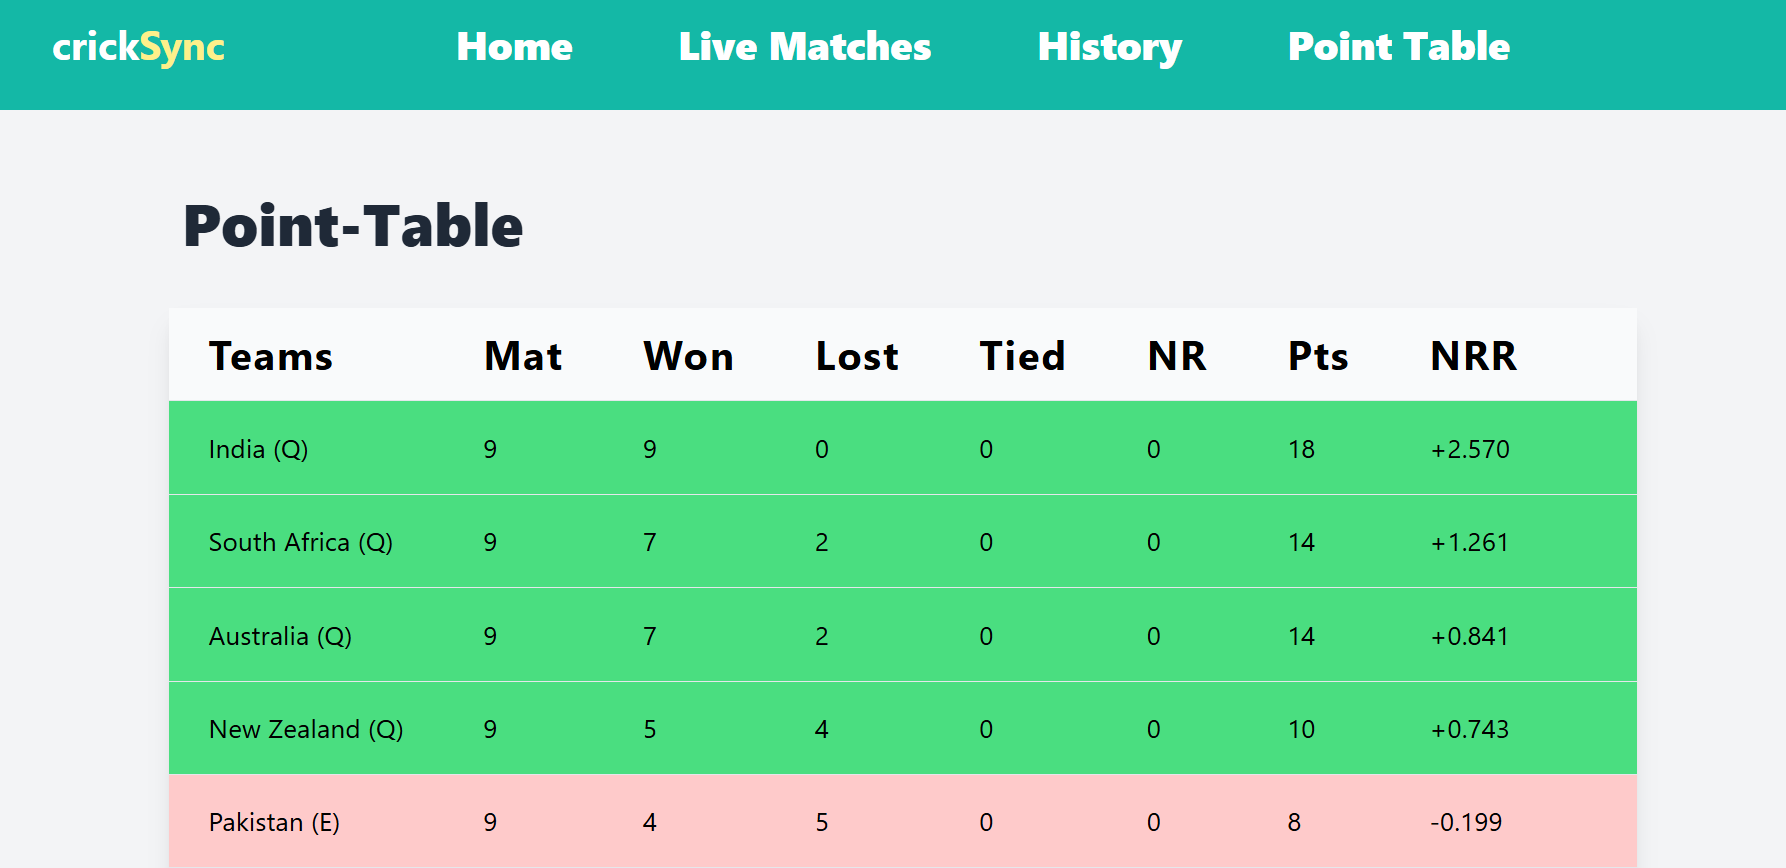 crickSync Home Live Matches History Point Table
Point-Table
Teams Mat Won Lost Tied NR Pts NRR
India (Q) 9 9 0 0 0 18 +2.570
South Africa (Q) 9 7 2 0 0 14 +1.261
Australia (Q) 9 7 2 0 0 14 +0.841
New Zealand (Q) 9 5 4 0 0 10 +0.743
Pakistan (E) 9 4 5 0 0 8 -0.199